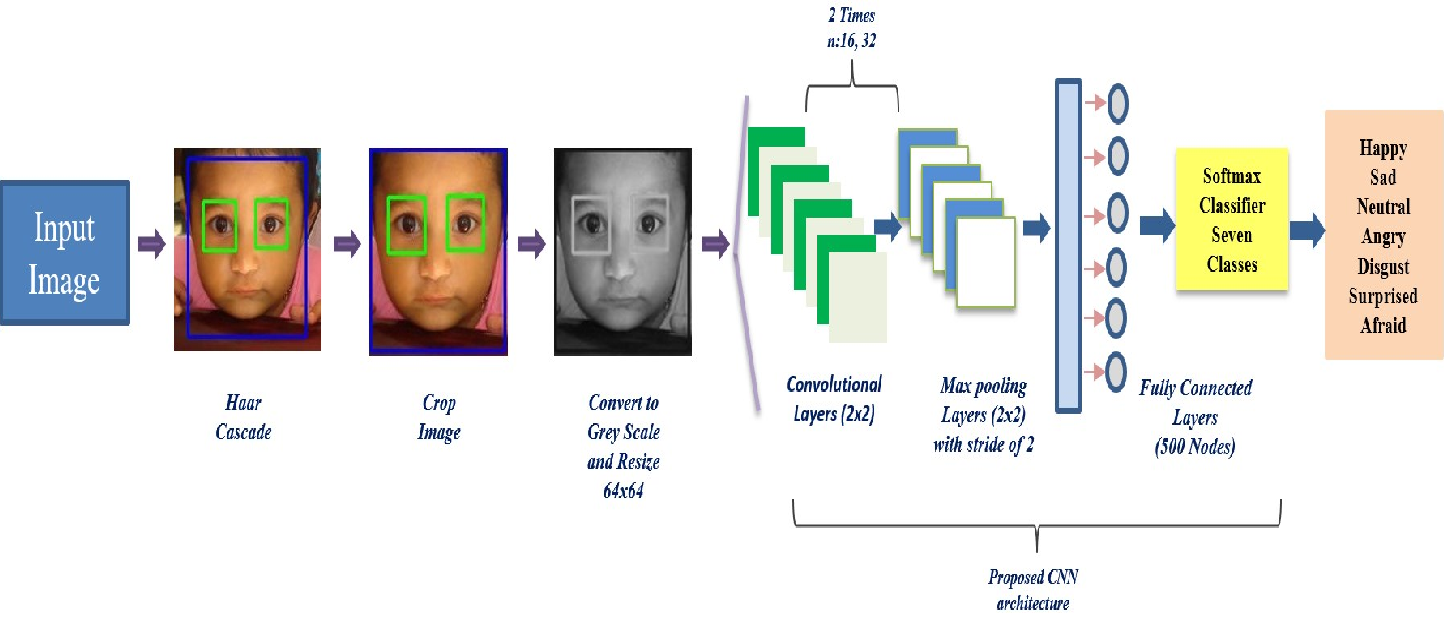 2 Times
n:16, 32
Input
Image
Haar
Cascade
Crop
Image
Convert to
Grey Scale
and Resize
64x64
Convolutional
Layers (2x2)
Max pooling
Layers (2x2)
with stride of 2
Fully Connected
Layers
(500 Nodes)
Softmax
Classifier
Seven
Classes
Happy
Sad
Neutral
Angry
Disgust
Surprised
Afraid
Proposed CNN
architecture